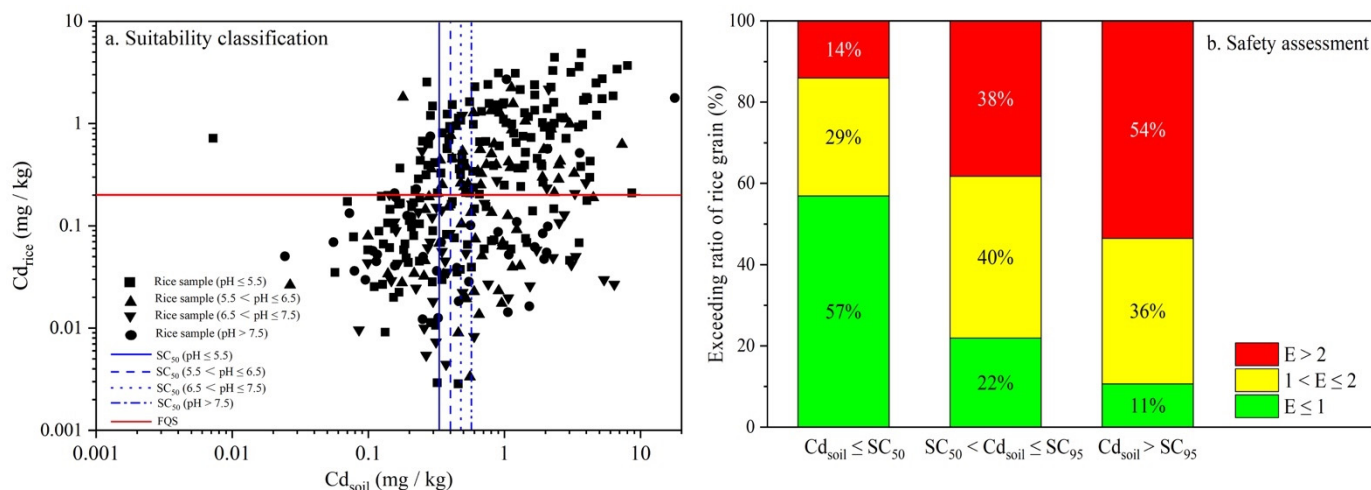 a. Suitability classification
10
1
0.1
0.01
0.001
Cd_rice (mg / kg)
Rice sample (pH ≤ 5.5)
Rice sample (5.5 < pH ≤ 6.5)
Rice sample (6.5 < pH ≤ 7.5)
Rice sample (pH > 7.5)
SC₅₀ (pH ≤ 5.5)
SC₅₀ (5.5 < pH ≤ 6.5)
SC₅₀ (6.5 < pH ≤ 7.5)
SC₅₀ (pH > 7.5)
FQS
0.001 0.01 0.1 1 10
Cd_soil (mg / kg)
b. Safety assessment
100
80
60
40
20
0
Exceeding ratio of rice grain (%)
14%
29%
57%
38%
40%
22%
54%
36%
11%
E > 2
1 < E ≤ 2
E ≤ 1
Cd_soil ≤ SC₅₀ SC₅₀ < Cd_soil ≤ SC₉₅ Cd_soil > SC₉₅